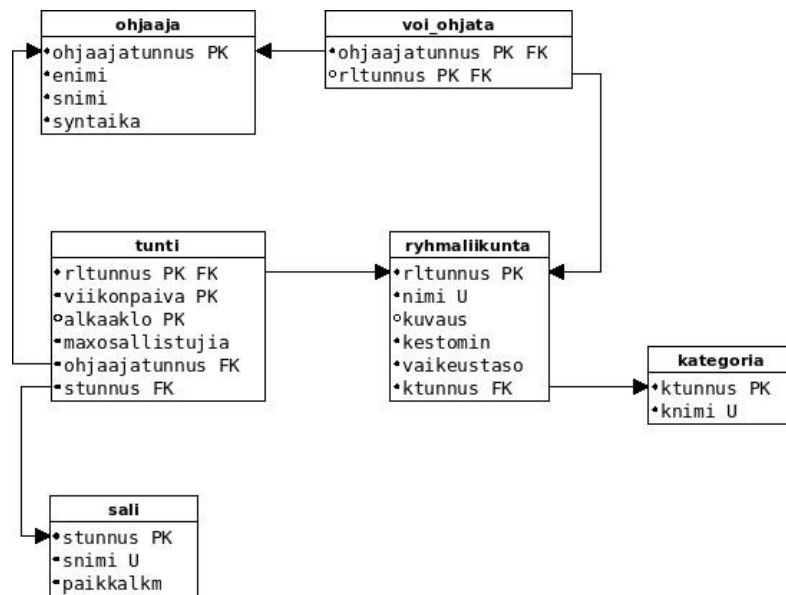 ohjaaja
ohjaajatunnus PK
enimi
snimi
syntaika
voi_ohjata
ohjaajatunnus PK FK
rltunnus PK FK
tunti
rltunnus PK FK
viikonpaiva PK
alkaaklo PK
maxosallistujia
ohjaajatunnus FK
stunnus FK
ryhmaliikunta
rltunnus PK
nimi U
kuvaus
kestomin
vaikeustaso
ktunnus FK
kategoria
ktunnus PK
knimi U
sali
stunnus PK
snimi U
paikkalkm